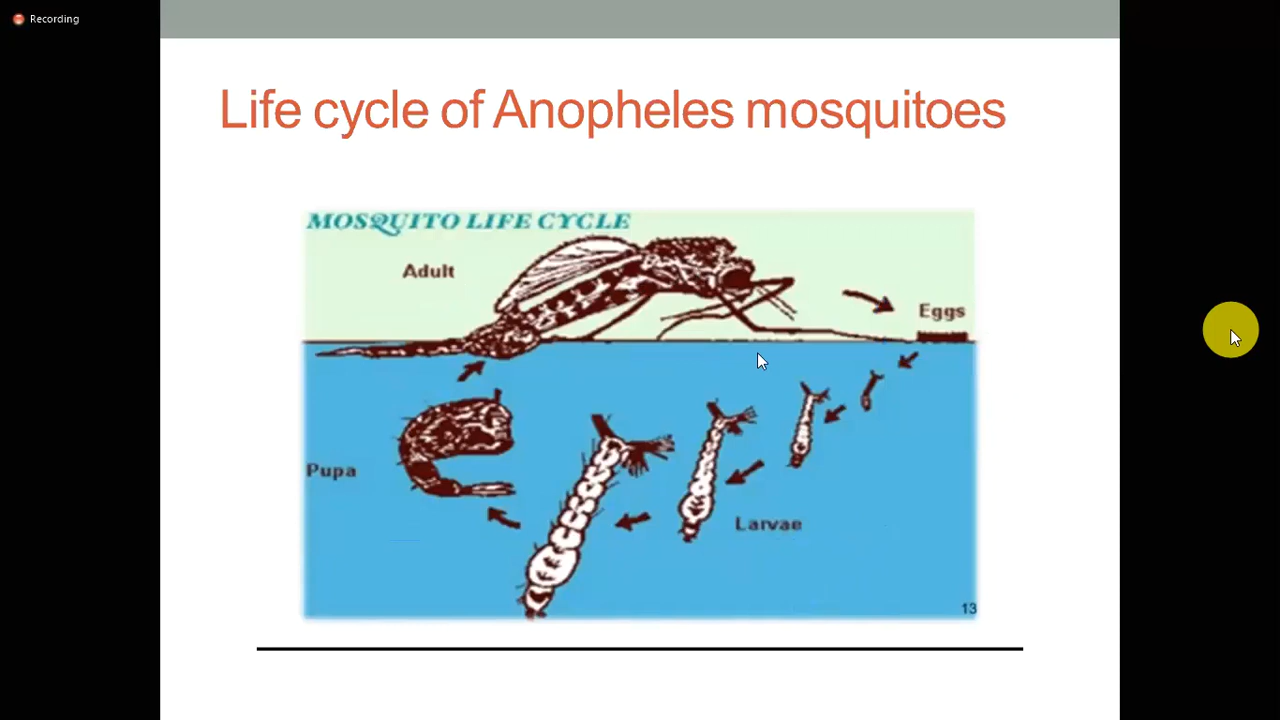 Recording
Life cycle of Anopheles mosquitoes
MOSQUITO LIFE CYCLE
Adult
Eggs
Pupa
Larvae
13